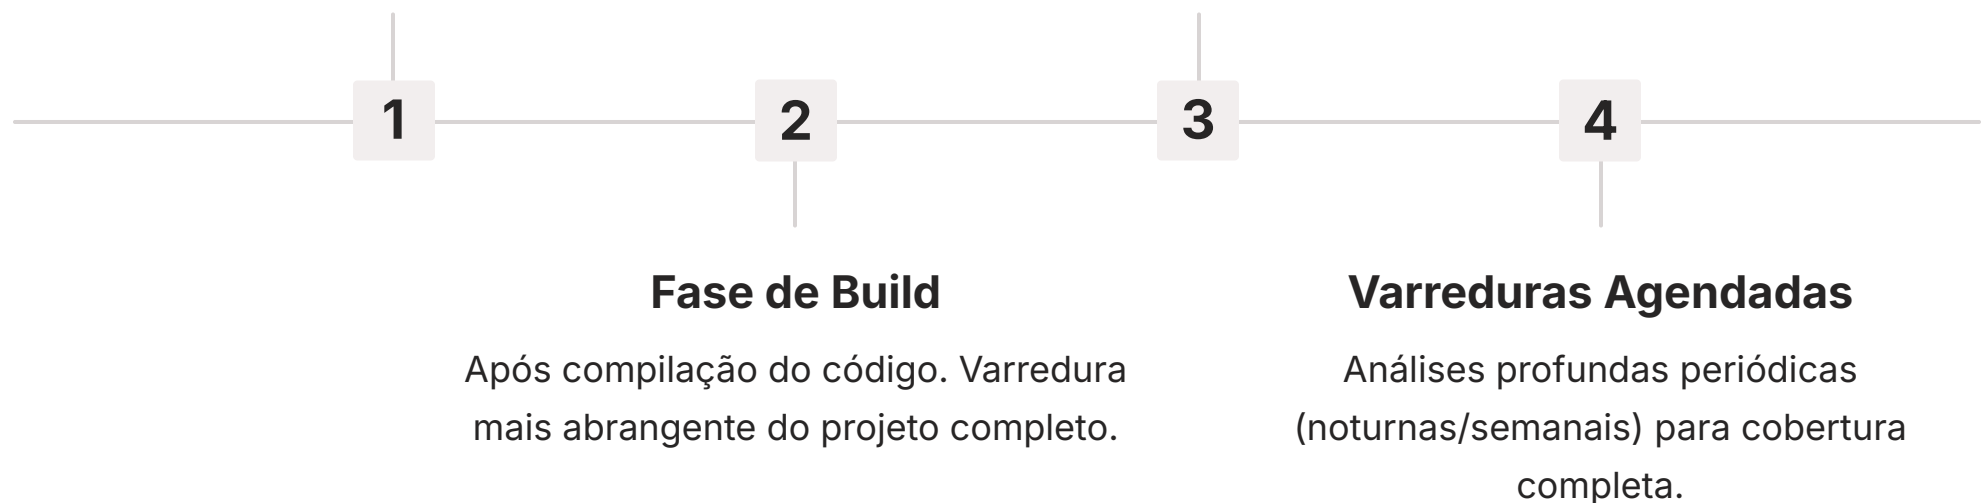 1
2
3
4
Fase de Build
Após compilação do código. Varredura
mais abrangente do projeto completo.
Varreduras Agendadas
Análises profundas periódicas
(noturnas/semanais) para cobertura
completa.